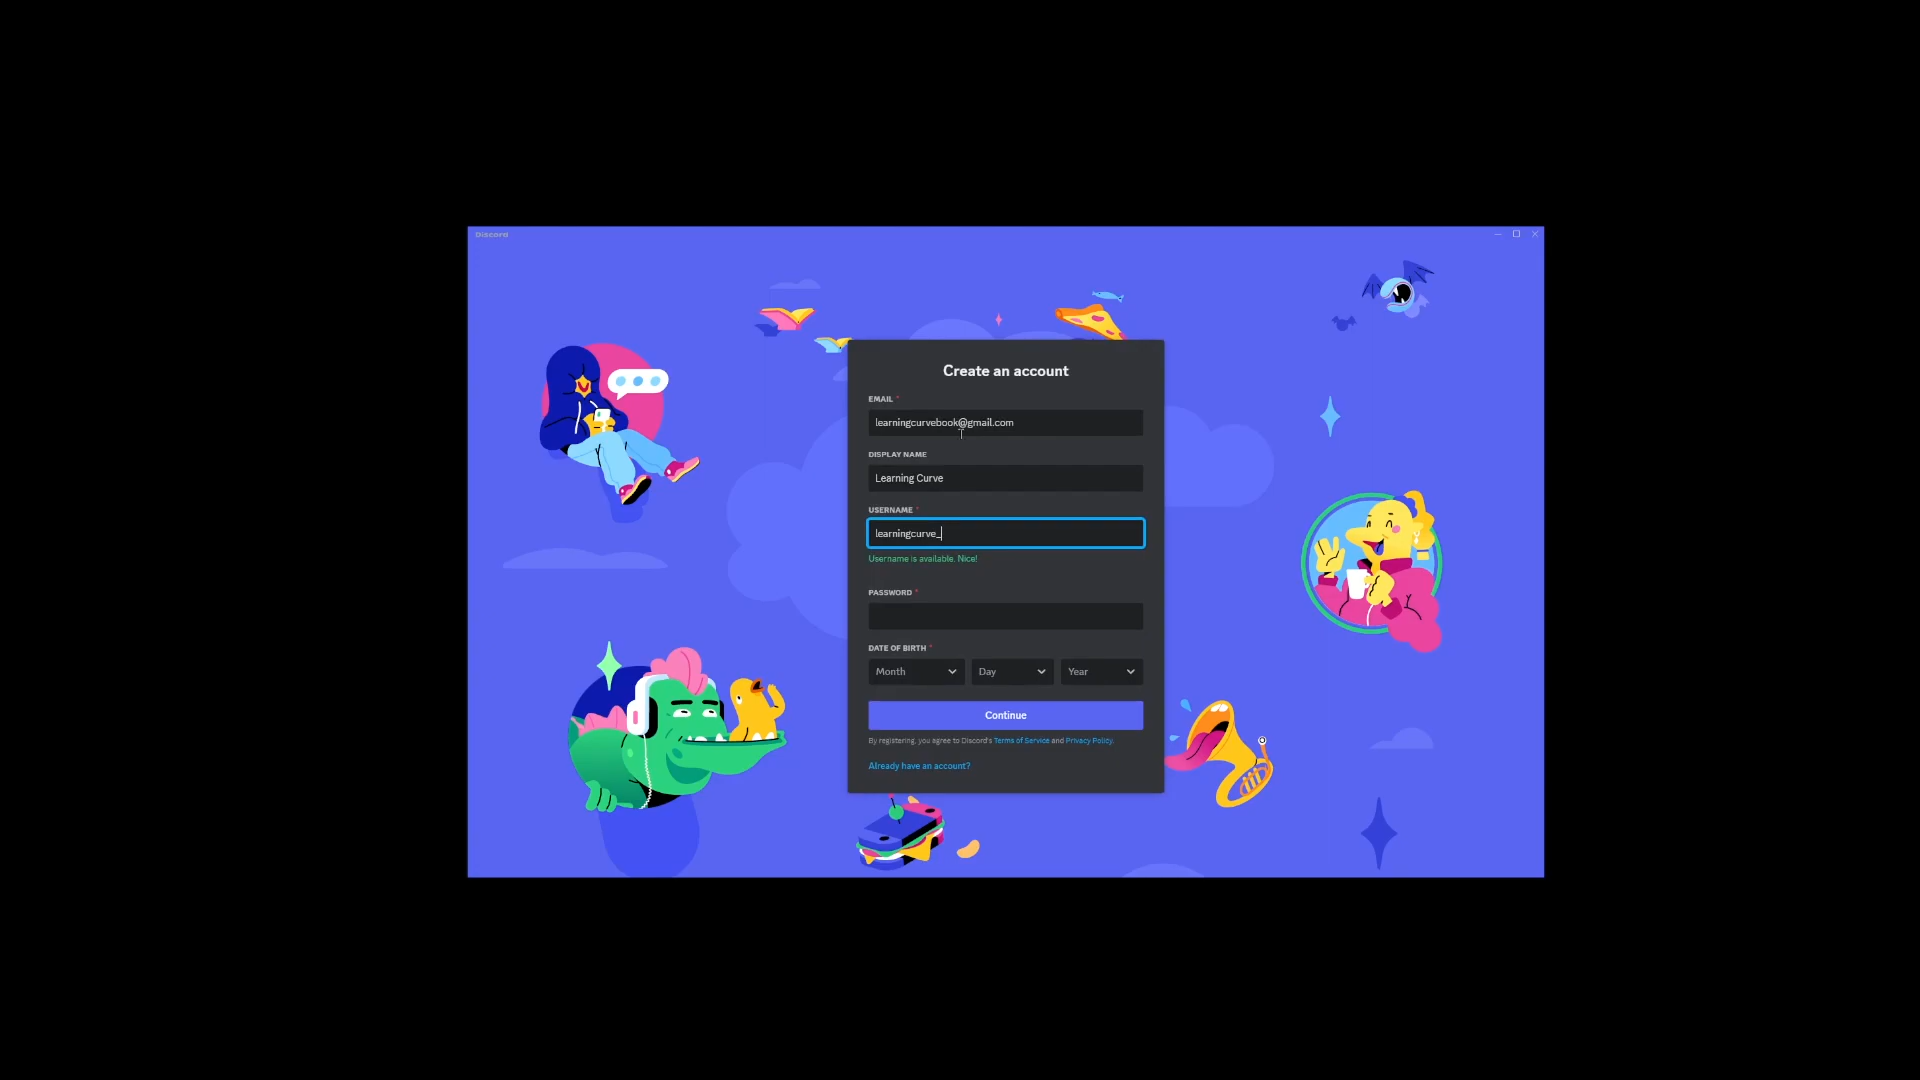 Discord
Create an account
EMAIL *
learningcurvebook@gmail.com
DISPLAY NAME
Learning Curve
USERNAME *
learningcurve_
Username is available. Nice!
PASSWORD *
DATE OF BIRTH *
Month Day Year
Continue
By registering, you agree to Discord's Terms of Service and Privacy Policy.
Already have an account?